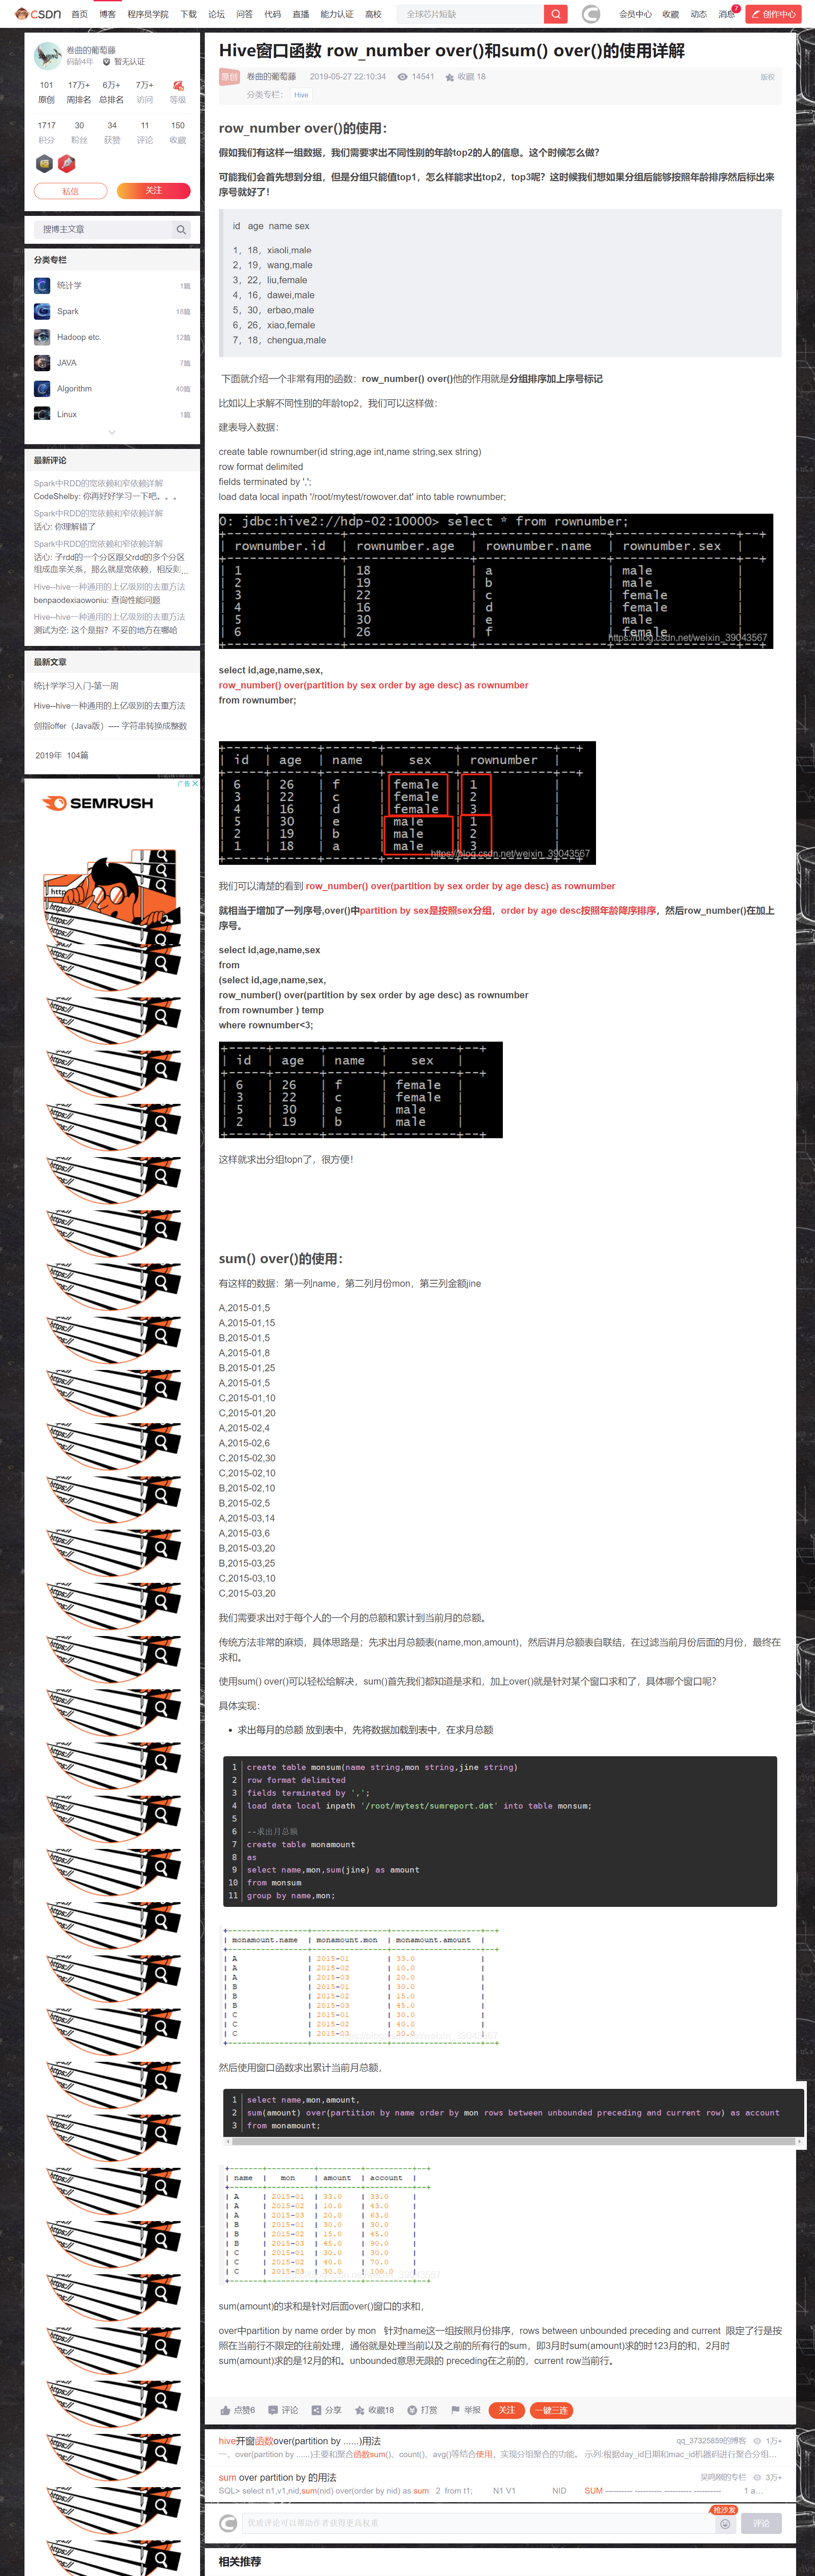 CSDN 首页 博客 程序员学院 下载 论坛 问答 代码 直播 能力认证 高校 全球芯片短缺 会员中心 收藏 动态 消息 7 创作中心
卷曲的葡萄藤
码龄4年 暂无认证
101 17万+ 6万+ 7万+
原创 周排名 总排名 访问 等级
1717 30 34 11 150
积分 粉丝 获赞 评论 收藏
私信 关注
搜博主文章
分类专栏
统计学 1篇
Spark 18篇
Hadoop etc. 12篇
JAVA 7篇
Algorithm 40篇
Linux 1篇
最新评论
Spark中RDD的宽依赖和窄依赖详解
CodeShelby: 你再好好学习一下吧。。。
Spark中RDD的宽依赖和窄依赖详解
话心: 你理解错了
Spark中RDD的宽依赖和窄依赖详解
话心: 子rdd的一个分区跟父rdd的多个分区
组成血亲关系，那么就是宽依赖，相反则...
Hive--hive一种通用的上亿级别的去重方法
benpaodexiaowoniu: 查询性能问题
Hive--hive一种通用的上亿级别的去重方法
测试为空: 这个是指？不妥的地方在哪哈
最新文章
统计学学习入门-第一周
Hive--hive一种通用的上亿级别的去重方法
剑指offer（Java版）---- 字符串转换成整数
2019年 104篇
广告
SEMRUSH
Hive窗口函数 row_number over()和sum() over()的使用详解
原创 卷曲的葡萄藤 2019-05-27 22:10:34 14541 收藏 18 版权
分类专栏： Hive
row_number over()的使用：
假如我们有这样一组数据，我们需要求出不同性别的年龄top2的人的信息。这个时候怎么做?
可能我们会首先想到分组，但是分组只能值top1，怎么样能求出top2，top3呢? 这时候我们想如果分组后能够按照年龄排序然后标出来
序号就好了！
id age name sex
1，18，xiaoli,male
2，19，wang,male
3，22，liu,female
4，16，dawei,male
5，30，erbao,male
6，26，xiao,female
7，18，chengua,male
下面就介绍一个非常有用的函数：row_number() over()他的作用就是分组排序加上序号标记
比如以上求解不同性别的年龄top2，我们可以这样做：
建表导入数据：
create table rownumber(id string,age int,name string,sex string)
row format delimited
fields terminated by ',';
load data local inpath '/root/mytest/rowover.dat' into table rownumber;
0: jdbc:hive2://hdp-02:10000> select * from rownumber;
| rownumber.id | rownumber.age | rownumber.name | rownumber.sex |
| 1 | 18 | a | male |
| 2 | 19 | b | male |
| 3 | 22 | c | female |
| 4 | 16 | d | female |
| 5 | 30 | e | male |
| 6 | 26 | f | female |
https://blog.csdn.net/weixin_39043567
select id,age,name,sex,
row_number() over(partition by sex order by age desc) as rownumber
from rownumber;
| id | age | name | sex | rownumber |
| 6 | 26 | f | female | 1 |
| 3 | 22 | c | female | 2 |
| 4 | 16 | d | female | 3 |
| 5 | 30 | e | male | 1 |
| 2 | 19 | b | male | 2 |
| 1 | 18 | a | male | 3 |
https://blog.csdn.net/weixin_39043567
我们可以清楚的看到 row_number() over(partition by sex order by age desc) as rownumber
就相当于增加了一列序号,over()中partition by sex是按照sex分组，order by age desc按照年龄降序排序，然后row_number()在加上
序号。
select id,age,name,sex
from
(select id,age,name,sex,
row_number() over(partition by sex order by age desc) as rownumber
from rownumber ) temp
where rownumber<3;
| id | age | name | sex |
| 6 | 26 | f | female |
| 3 | 22 | c | female |
| 5 | 30 | e | male |
| 2 | 19 | b | male |
这样就求出分组topn了，很方便！
sum() over()的使用：
有这样的数据：第一列name，第二列月份mon，第三列金额jine
A,2015-01,5
A,2015-01,15
B,2015-01,5
A,2015-01,8
B,2015-01,25
A,2015-01,5
C,2015-01,10
C,2015-01,20
A,2015-02,4
A,2015-02,6
C,2015-02,30
C,2015-02,10
B,2015-02,10
B,2015-02,5
A,2015-03,14
A,2015-03,6
B,2015-03,20
B,2015-03,25
C,2015-03,10
C,2015-03,20
我们需要求出对于每个人的一个月的总额和累计到当前月的总额。
传统方法非常的麻烦，具体思路是；先求出月总额表(name,mon,amount)，然后讲月总额表自联结，在过滤当前月份后面的月份，最终在
求和。
使用sum() over()可以轻松给解决，sum()首先我们都知道是求和，加上over()就是针对某个窗口求和了，具体哪个窗口呢?
具体实现：
• 求出每月的总额 放到表中，先将数据加载到表中，在求月总额
1 create table monsum(name string,mon string,jine string)
2 row format delimited
3 fields terminated by ',';
4 load data local inpath '/root/mytest/sumreport.dat' into table monsum;
5
6 --求出月总额
7 create table monamount
8 as
9 select name,mon,sum(jine) as amount
10 from monsum
11 group by name,mon;
| monamount.name | monamount.mon | monamount.amount |
| A | 2015-01 | 33.0 |
| A | 2015-02 | 10.0 |
| A | 2015-03 | 20.0 |
| B | 2015-01 | 30.0 |
| B | 2015-02 | 15.0 |
| B | 2015-03 | 45.0 |
| C | 2015-01 | 30.0 |
| C | 2015-02 | 40.0 |
| C | 2015-03 | 30.0 |
然后使用窗口函数求出累计当前月总额，
1 select name,mon,amount,
2 sum(amount) over(partition by name order by mon rows between unbounded preceding and current row) as account
3 from monamount;
| name | mon | amount | account |
| A | 2015-01 | 33.0 | 33.0 |
| A | 2015-02 | 10.0 | 43.0 |
| A | 2015-03 | 20.0 | 63.0 |
| B | 2015-01 | 30.0 | 30.0 |
| B | 2015-02 | 15.0 | 45.0 |
| B | 2015-03 | 45.0 | 90.0 |
| C | 2015-01 | 30.0 | 30.0 |
| C | 2015-02 | 40.0 | 70.0 |
| C | 2015-03 | 30.0 | 100.0 |
sum(amount)的求和是针对后面over()窗口的求和，
over中partition by name order by mon 针对name这一组按照月份排序，rows between unbounded preceding and current 限定了行是按
照在当前行不限定的往前处理，通俗就是处理当前以及之前的所有行的sum，即3月时sum(amount)求的时123月的和，2月时
sum(amount)求的是12月的和。unbounded意思无限的 preceding在之前的，current row当前行。
点赞6 评论 分享 收藏18 打赏 举报 关注 一键三连
hive开窗函数over(partition by ......)用法 qq_37325859的博客 1万+
一、over(partition by ......)主要和聚合函数sum()、count()、avg()等结合使用，实现分组聚合的功能。 示列:根据day_id日期和mac_id机器码进行聚合分组...
sum over partition by 的用法 3万+
SQL> select n1,v1,nid,sum(nid) over(order by nid) as sum 2 from t1; N1 V1 NID SUM ---------- ---------- ---------- ---------- 1 a...
抢沙发
优质评论可以帮助作者获得更高权重 评论
相关推荐